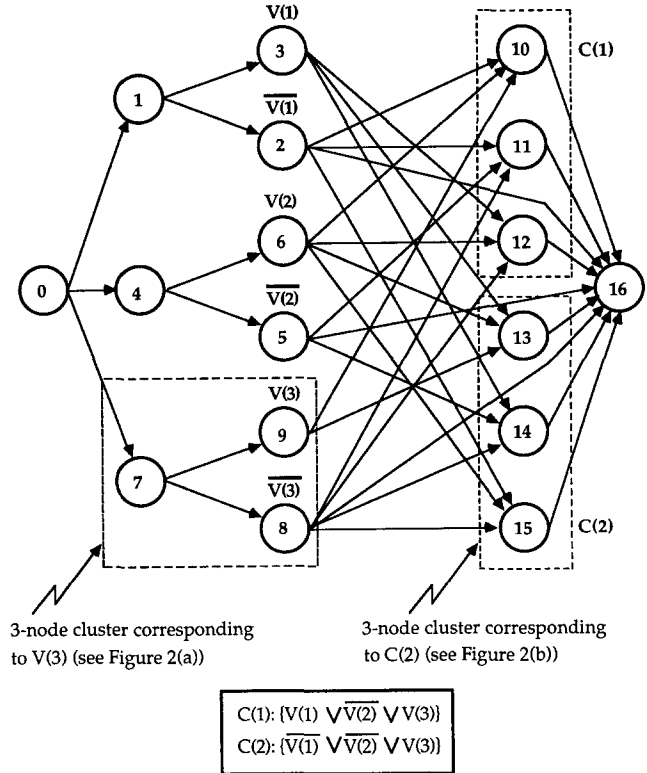 V(1)
3
10
C(1)
1
V̅(̅1̅)̅
2
11
V(2)
6
12
0
4
16
V̅(̅2̅)̅
5
13
V(3)
9
14
7
V̅(̅3̅)̅
8
15
C(2)
3-node cluster corresponding
to V(3) (see Figure 2(a))
3-node cluster corresponding
to C(2) (see Figure 2(b))
C(1): {V(1) ∨ V̅(̅2̅)̅ ∨ V(3)}
C(2): {V̅(̅1̅)̅ ∨ V̅(̅2̅)̅ ∨ V(3)}